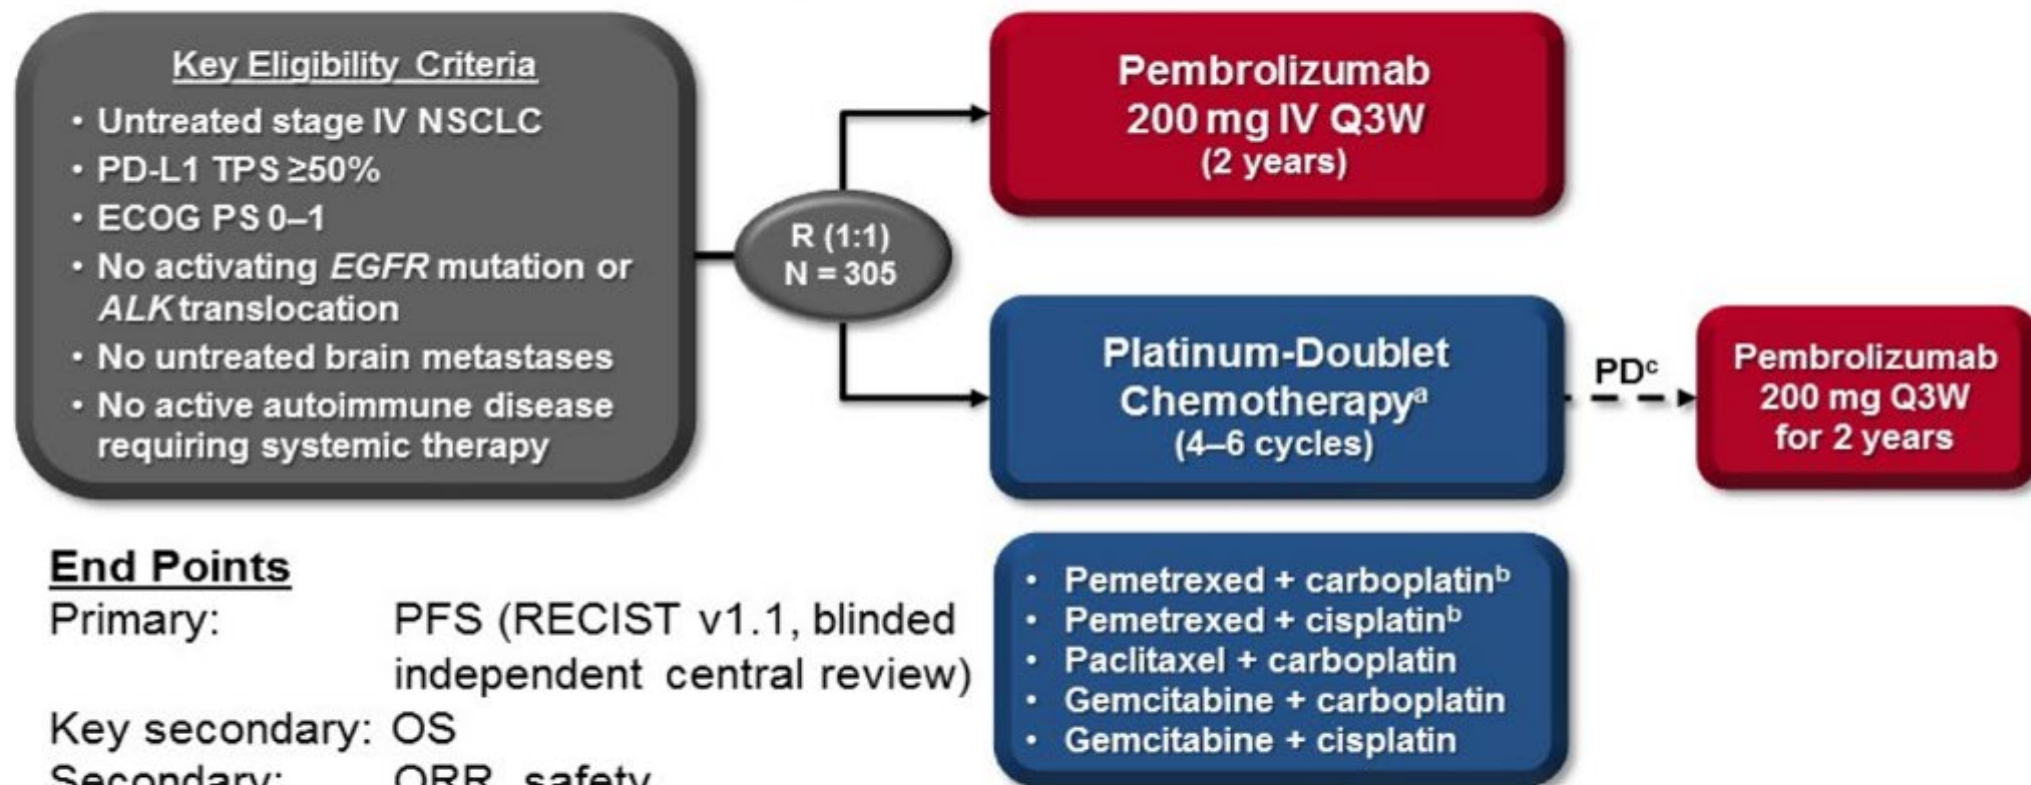 Key Eligibility Criteria
• Untreated stage IV NSCLC
• PD-L1 TPS ≥50%
• ECOG PS 0–1
• No activating EGFR mutation or
ALK translocation
• No untreated brain metastases
• No active autoimmune disease
requiring systemic therapy
R (1:1)
N = 305
Pembrolizumab
200 mg IV Q3W
(2 years)
Platinum-Doublet
Chemotherapyᵃ
(4–6 cycles)
PDᶜ
Pembrolizumab
200 mg Q3W
for 2 years
• Pemetrexed + carboplatinᵇ
• Pemetrexed + cisplatinᵇ
• Paclitaxel + carboplatin
• Gemcitabine + carboplatin
• Gemcitabine + cisplatin
End Points
Primary: PFS (RECIST v1.1, blinded
independent central review)
Key secondary: OS
Secondary: ORR, safety